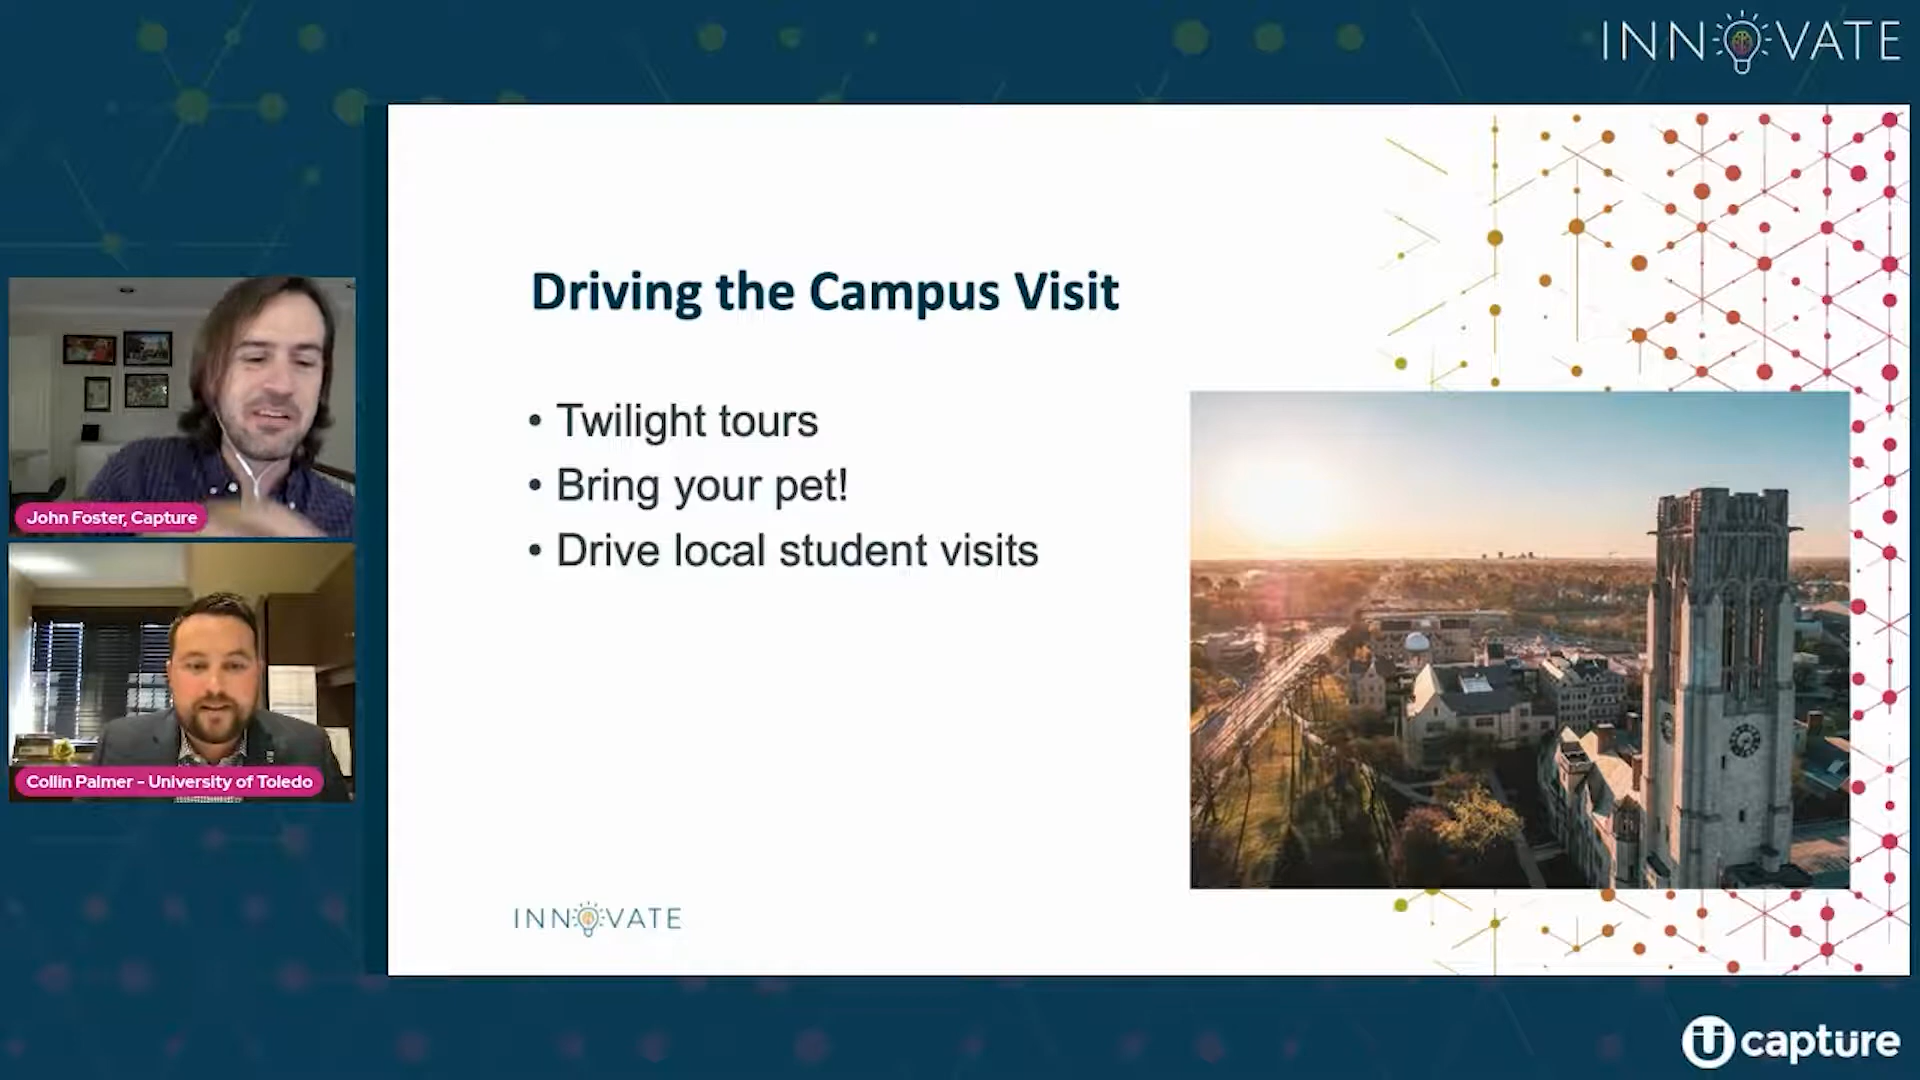 INNOVATE
Driving the Campus Visit
• Twilight tours
• Bring your pet!
• Drive local student visits
John Foster, Capture
Collin Palmer - University of Toledo
INNOVATE
capture